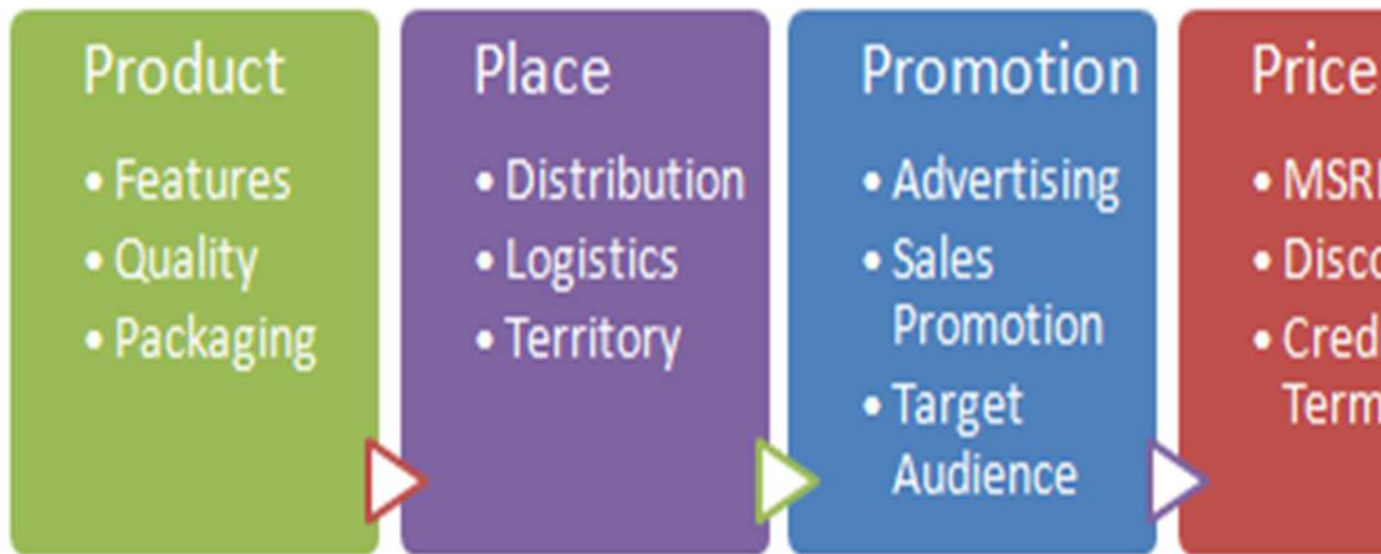 Product
• Features
• Quality
• Packaging
Place
• Distribution
• Logistics
• Territory
Promotion
• Advertising
• Sales
Promotion
• Target
Audience
Price